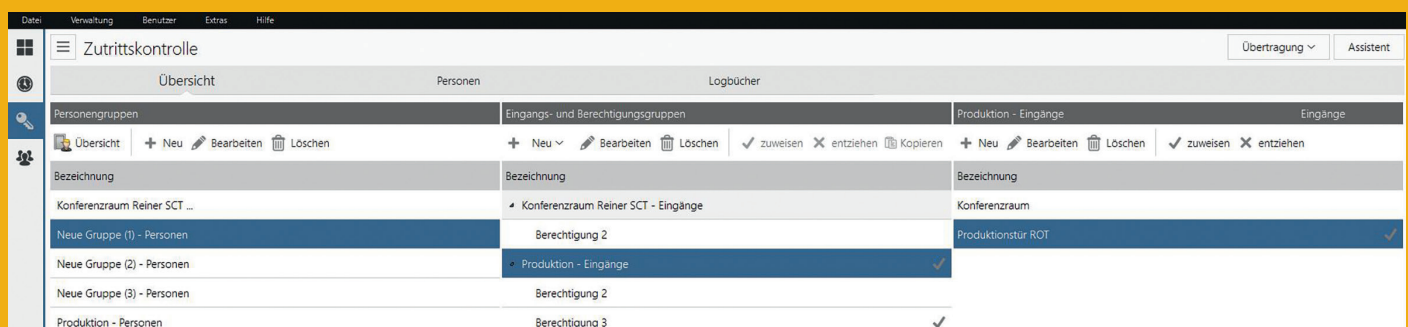 Datei Verwaltung Benutzer Extras Hilfe
Zutrittskontrolle Übertragung Assistent
Übersicht Personen Logbücher
Personengruppen Eingangs- und Berechtigungsgruppen Produktion - Eingänge Eingänge
Übersicht Neu Bearbeiten Löschen Neu Bearbeiten Löschen zuweisen entziehen Kopieren Neu Bearbeiten Löschen zuweisen entziehen
Bezeichnung Bezeichnung Bezeichnung
Konferenzraum Reiner SCT ... Konferenzraum Reiner SCT - Eingänge Konferenzraum
Neue Gruppe (1) - Personen Berechtigung 2 Produktionstür ROT
Neue Gruppe (2) - Personen Produktion - Eingänge
Neue Gruppe (3) - Personen Berechtigung 2
Produktion - Personen Berechtigung 3